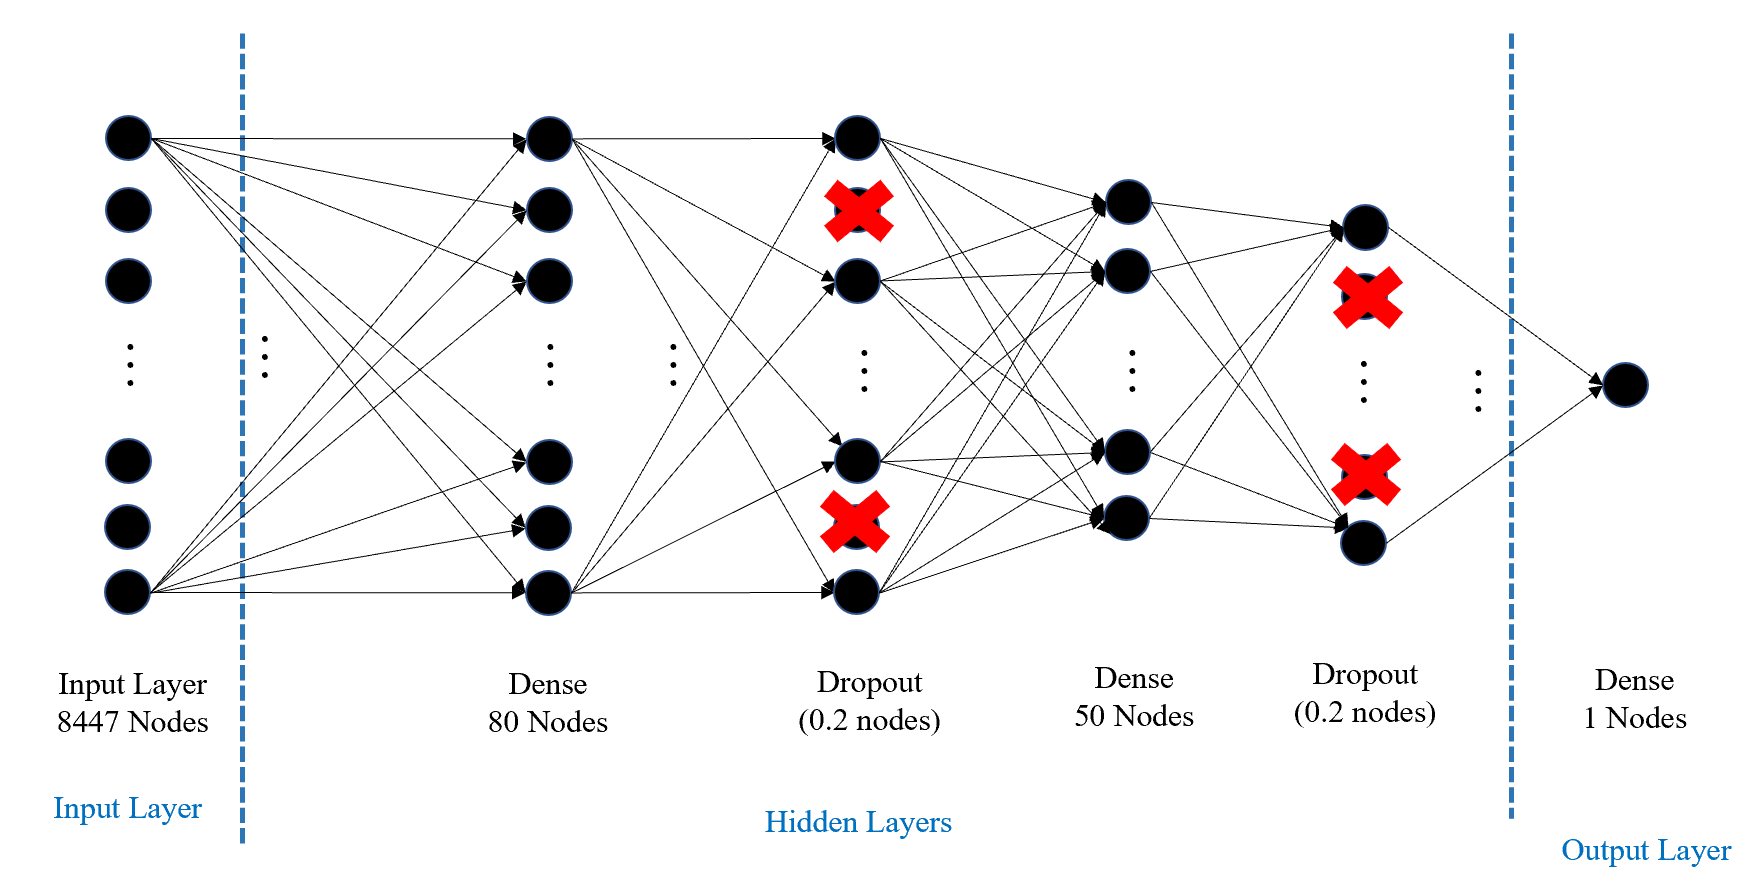 Input Layer
8447 Nodes
Dense
80 Nodes
Dropout
(0.2 nodes)
Dense
50 Nodes
Dropout
(0.2 nodes)
Dense
1 Nodes
Input Layer
Hidden Layers
Output Layer